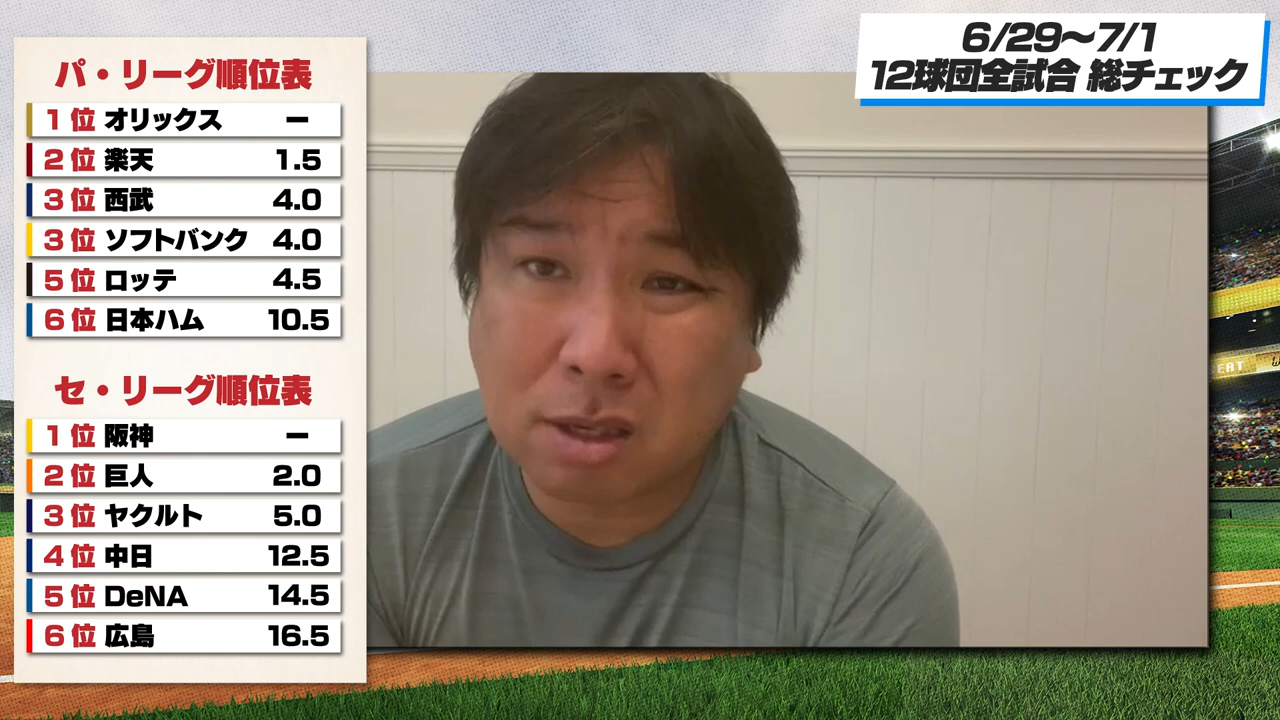 6/29〜7/1
12球団全試合 総チェック
パ・リーグ順位表
1位 オリックス ー
2位 楽天 1.5
3位 西武 4.0
3位 ソフトバンク 4.0
5位 ロッテ 4.5
6位 日本ハム 10.5
セ・リーグ順位表
1位 阪神 ー
2位 巨人 2.0
3位 ヤクルト 5.0
4位 中日 12.5
5位 DeNA 14.5
6位 広島 16.5